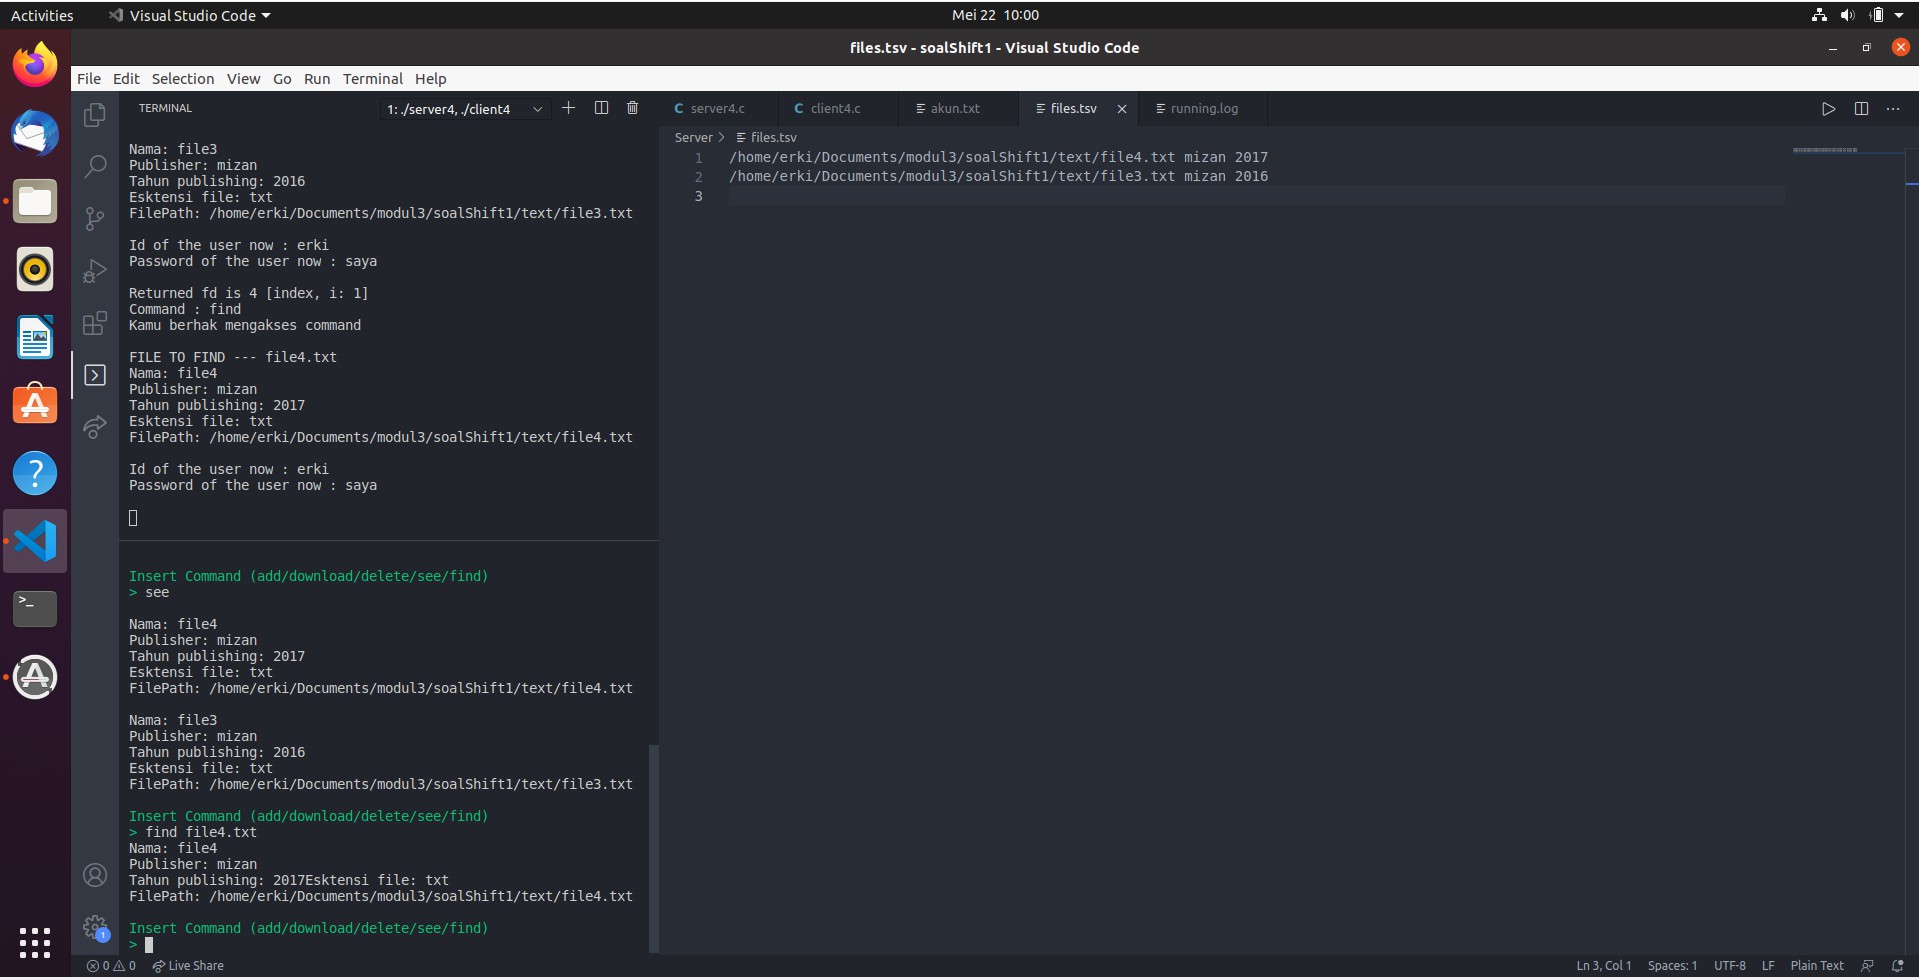 Activities
Visual Studio Code
Mei 22 10:00
files.tsv - soalShift1 - Visual Studio Code
File Edit Selection View Go Run Terminal Help
TERMINAL
1: ./server4, ./client4
Nama: file3
Publisher: mizan
Tahun publishing: 2016
Esktensi file: txt
FilePath: /home/erki/Documents/modul3/soalShift1/text/file3.txt
Id of the user now : erki
Password of the user now : saya
Returned fd is 4 [index, i: 1]
Command : find
Kamu berhak mengakses command
FILE TO FIND --- file4.txt
Nama: file4
Publisher: mizan
Tahun publishing: 2017
Esktensi file: txt
FilePath: /home/erki/Documents/modul3/soalShift1/text/file4.txt
Id of the user now : erki
Password of the user now : saya
Insert Command (add/download/delete/see/find)
> see
Nama: file4
Publisher: mizan
Tahun publishing: 2017
Esktensi file: txt
FilePath: /home/erki/Documents/modul3/soalShift1/text/file4.txt
Nama: file3
Publisher: mizan
Tahun publishing: 2016
Esktensi file: txt
FilePath: /home/erki/Documents/modul3/soalShift1/text/file3.txt
Insert Command (add/download/delete/see/find)
> find file4.txt
Nama: file4
Publisher: mizan
Tahun publishing: 2017Esktensi file: txt
FilePath: /home/erki/Documents/modul3/soalShift1/text/file4.txt
Insert Command (add/download/delete/see/find)
>
C server4.c
C client4.c
akun.txt
files.tsv
running.log
Server > files.tsv
1 /home/erki/Documents/modul3/soalShift1/text/file4.txt mizan 2017
2 /home/erki/Documents/modul3/soalShift1/text/file3.txt mizan 2016
3
1
0 0 Live Share
Ln 3, Col 1 Spaces: 1 UTF-8 LF Plain Text